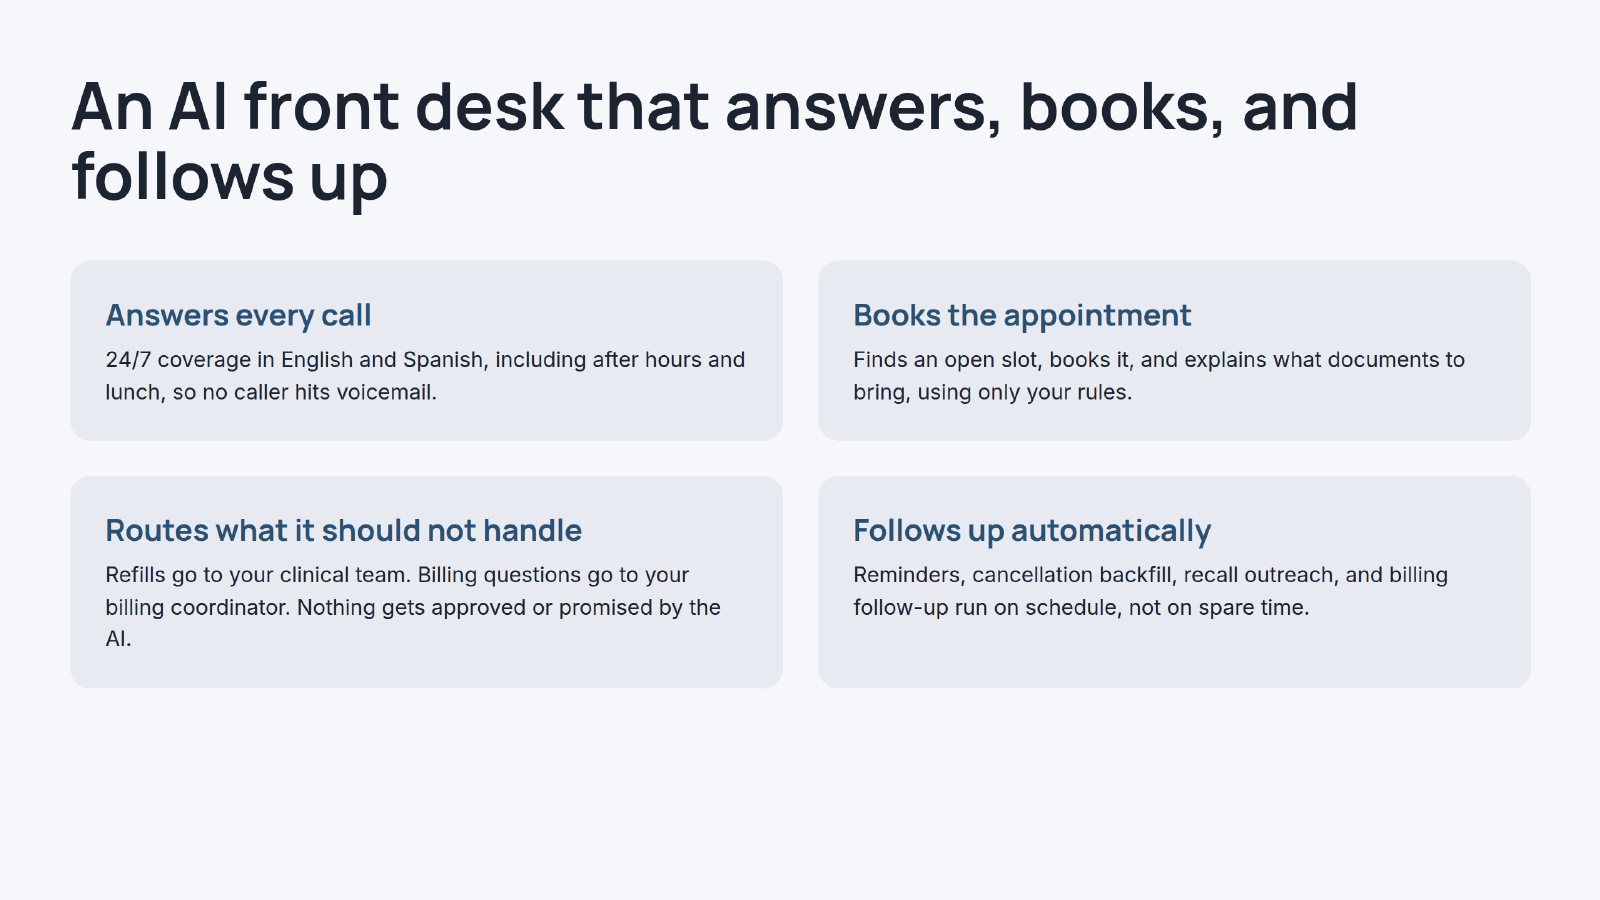 An AI front desk that answers, books, and
follows up
Answers every call
24/7 coverage in English and Spanish, including after hours and
lunch, so no caller hits voicemail.
Books the appointment
Finds an open slot, books it, and explains what documents to
bring, using only your rules.
Routes what it should not handle
Refills go to your clinical team. Billing questions go to your
billing coordinator. Nothing gets approved or promised by the
AI.
Follows up automatically
Reminders, cancellation backfill, recall outreach, and billing
follow-up run on schedule, not on spare time.